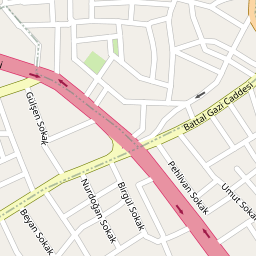 Gülşen Sokak
Battal Gazi Caddesi
Pehlivan Sokak
Umut Sokak
Birgül Sokak
Nurdoğan Sokak
Beyan Sokak